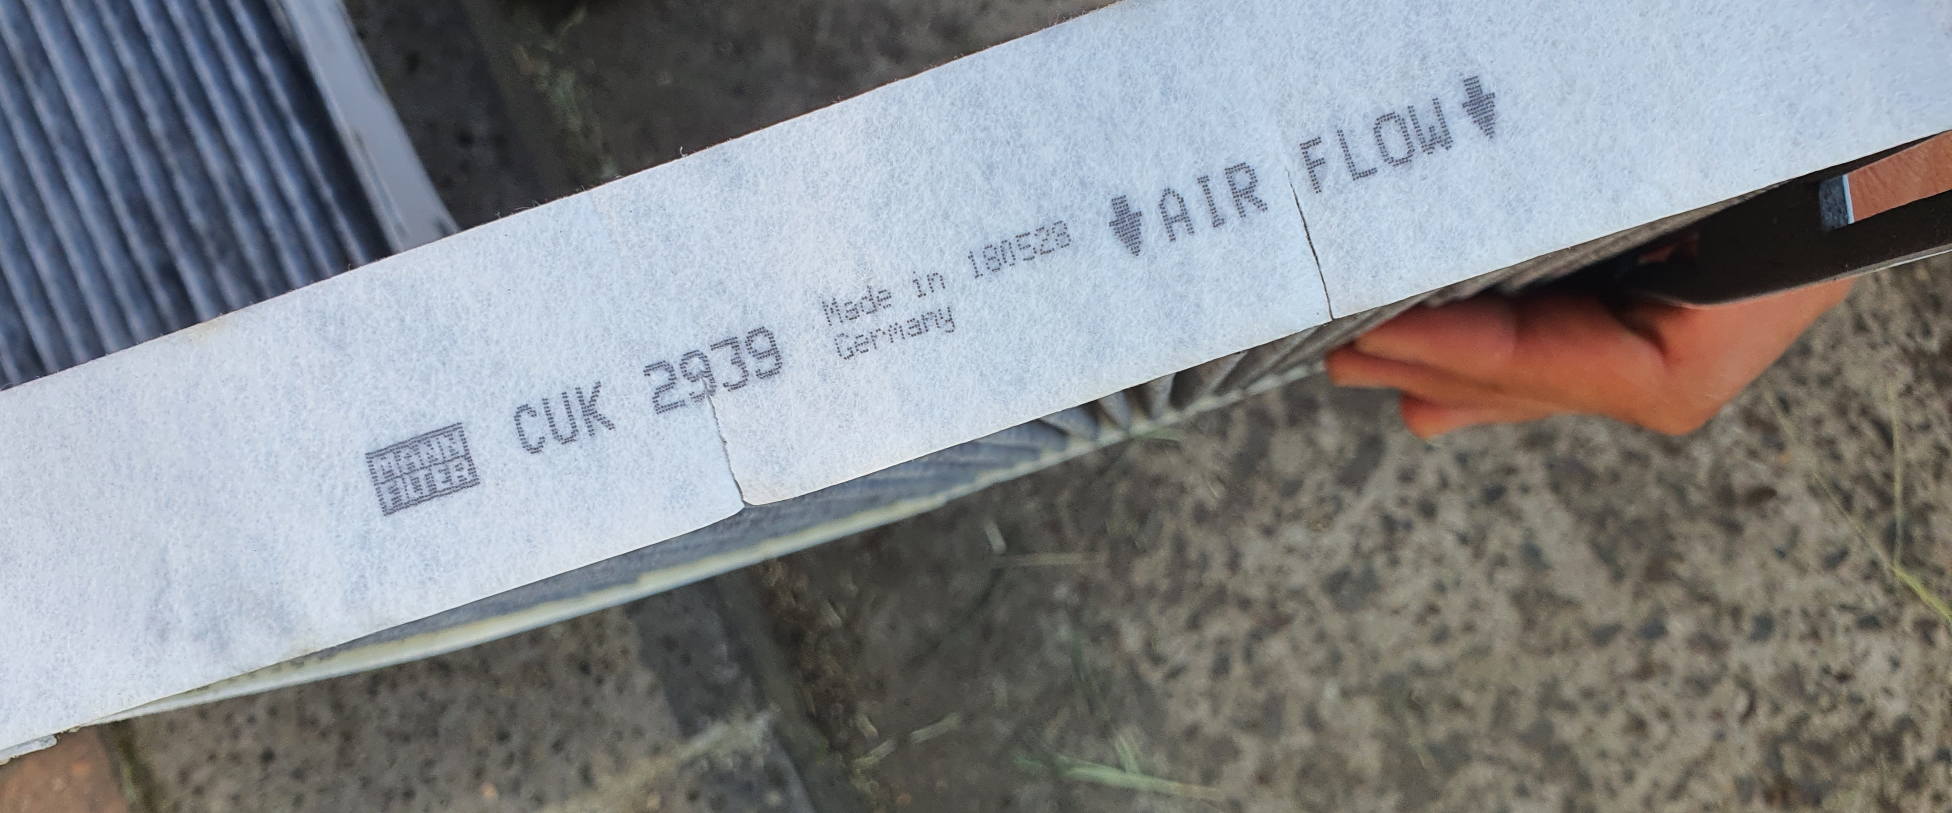 MANN
FILTER
CUK 2939
Made in 180528
Germany
AIR FLOW